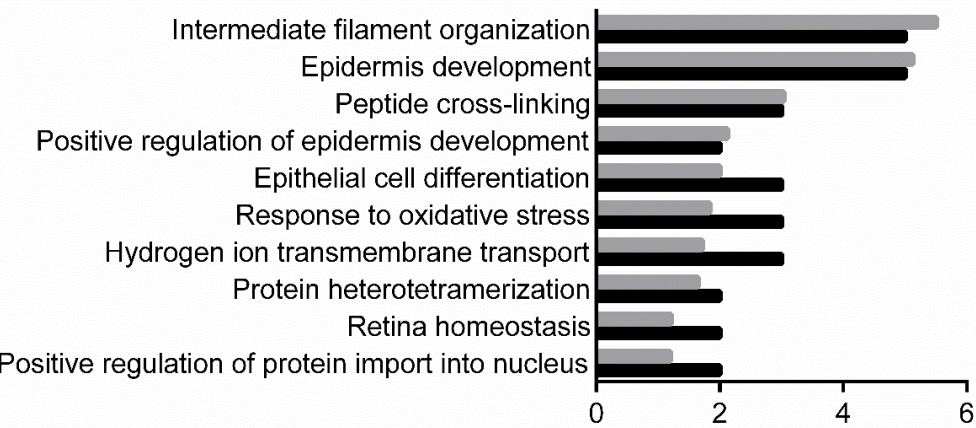 Intermediate filament organization
Epidermis development
Peptide cross-linking
Positive regulation of epidermis development
Epithelial cell differentiation
Response to oxidative stress
Hydrogen ion transmembrane transport
Protein heterotetramerization
Retina homeostasis
Positive regulation of protein import into nucleus
0 2 4 6